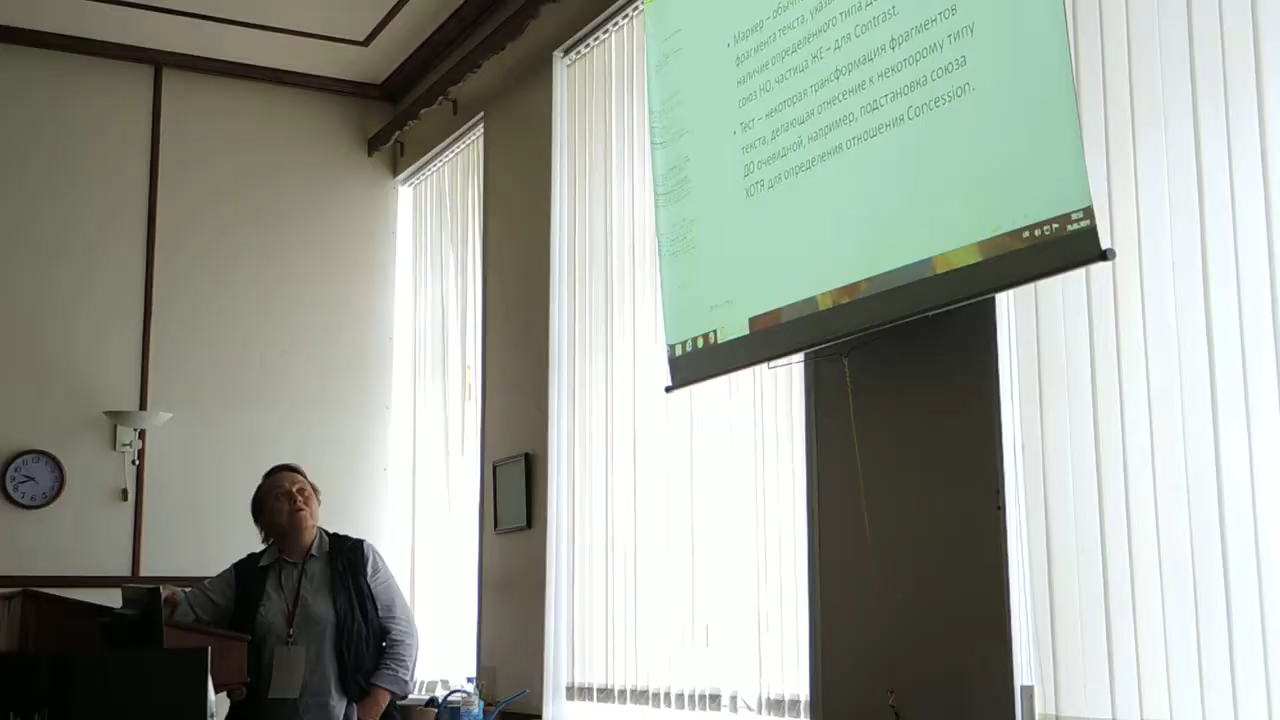 • Маркер – обычно
фрагмента текста, указ
наличие определенного типа Д
союз НО, частица ЖЕ – для Contrast.
• Тест – некоторая трансформация фрагментов
текста, делающая отнесение к некоторому типу
ДО очевидной, например, подстановка союза
ХОТЯ для определения отношения Concession.